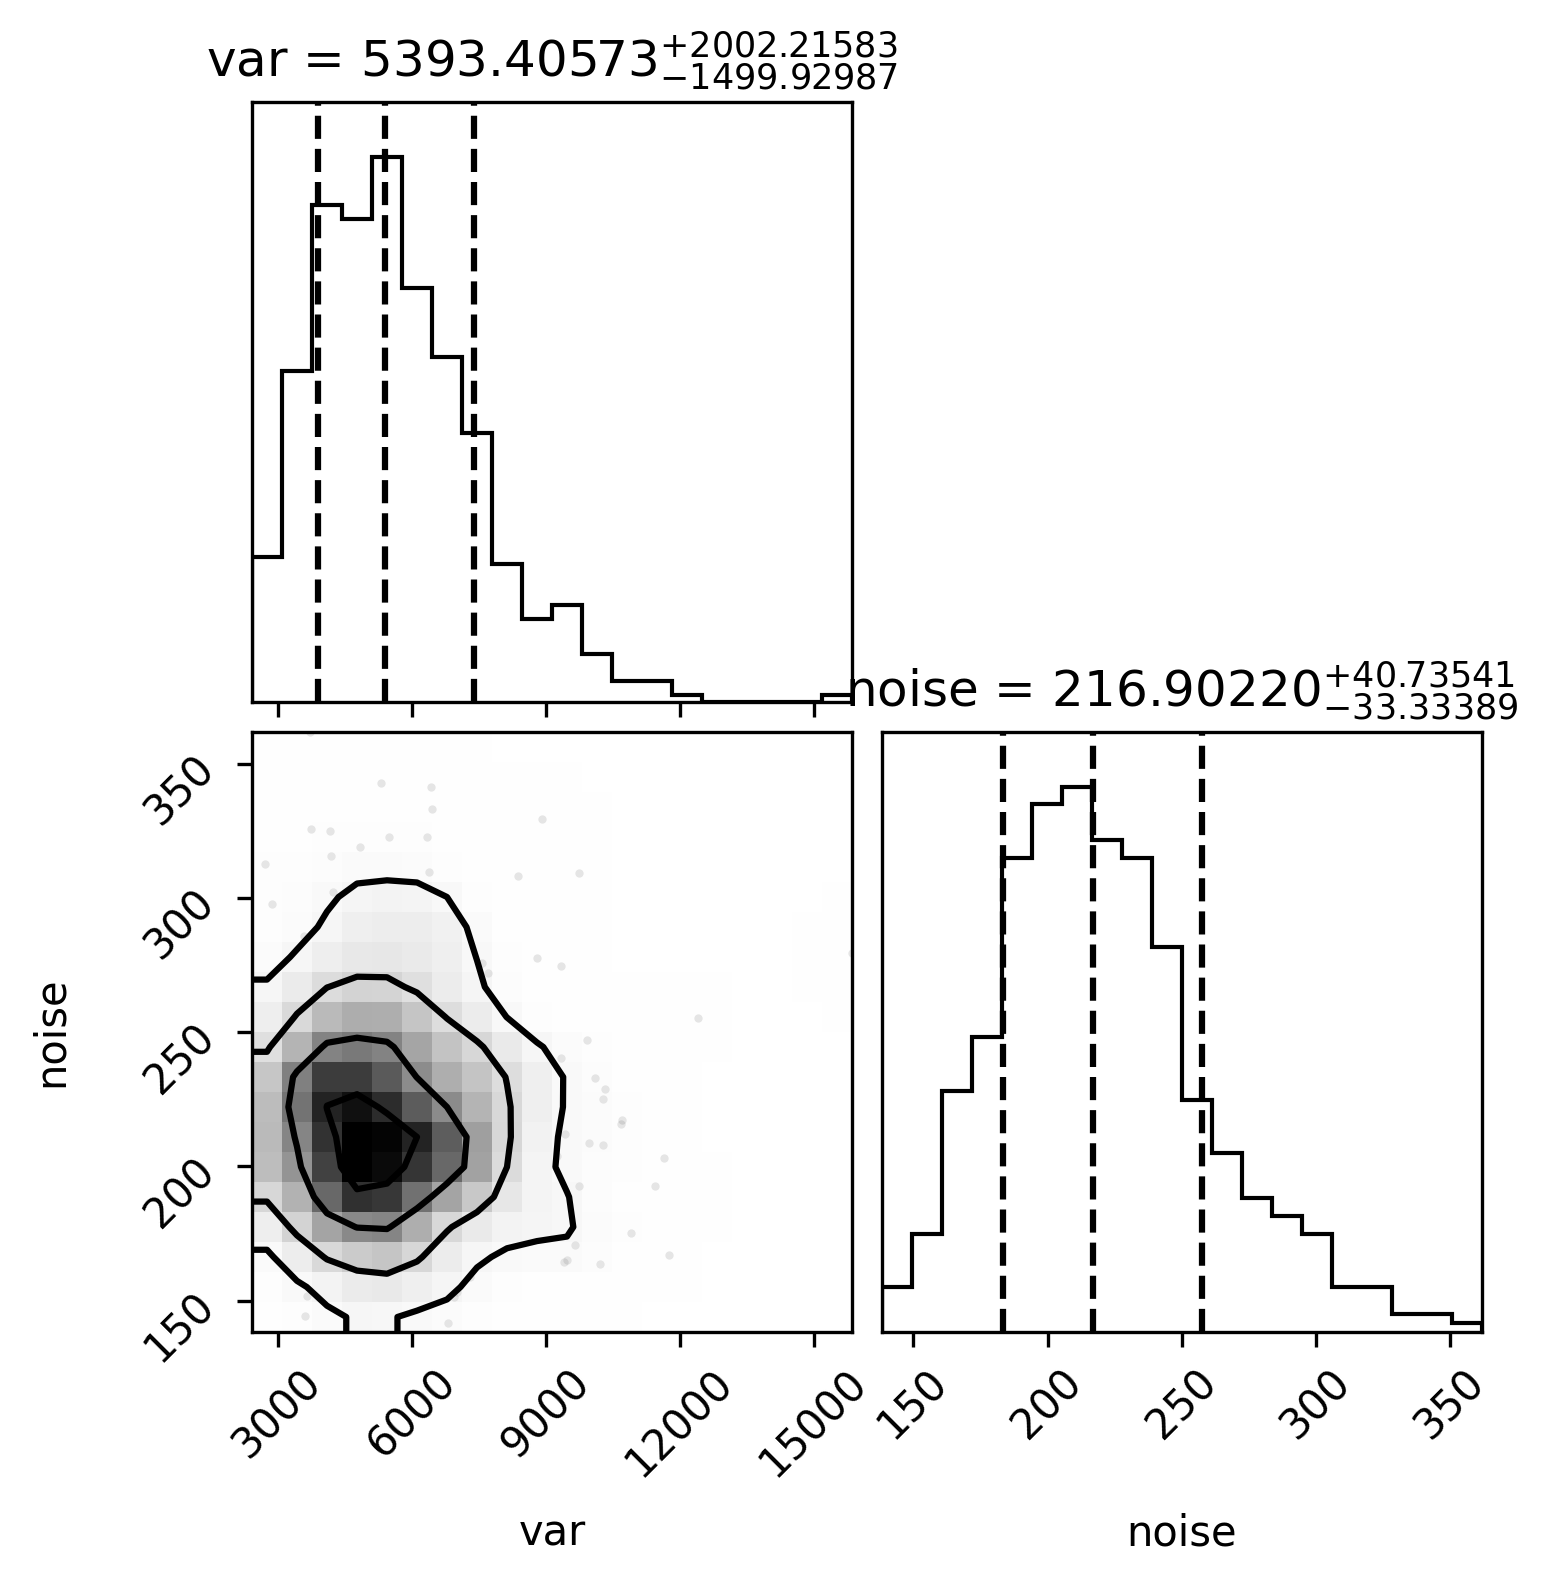 var = 5393.40573+2002.21583 −1499.92987
noise = 216.90220+40.73541 −33.33389
350
300
250
200
150
noise
3000 6000 9000 12000 15000
150 200 250 300 350
var
noise